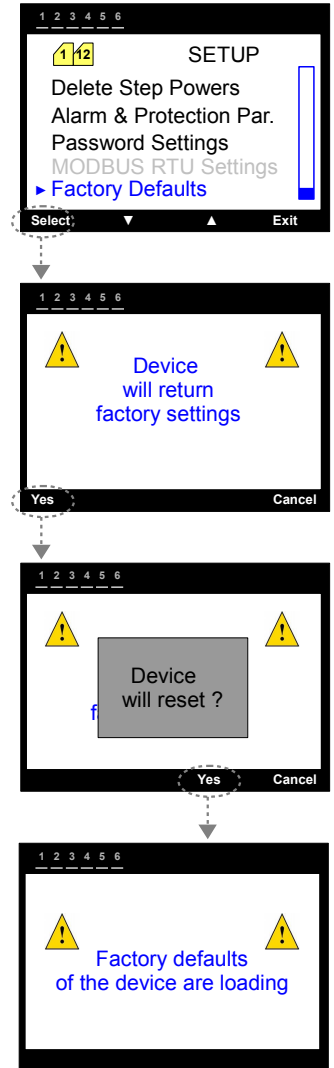 1 2 3 4 5 6
1 12 SETUP
Delete Step Powers
Alarm & Protection Par.
Password Settings
MODBUS RTU Settings
► Factory Defaults
Select ▼ ▲ Exit
1 2 3 4 5 6
! !
Device
will return
factory settings
Yes Cancel
1 2 3 4 5 6
! !
Device
will reset ?
f
Yes Cancel
1 2 3 4 5 6
! !
Factory defaults
of the device are loading